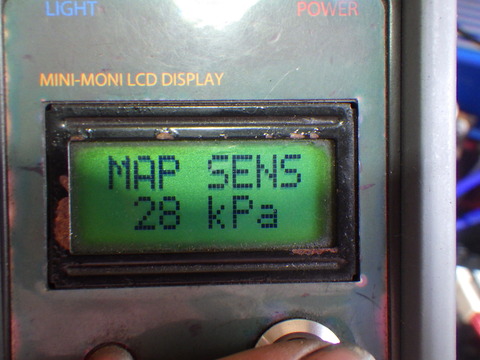 LIGHT POWER
MINI-MONI LCD DISPLAY
MAP SENS
28 kPa